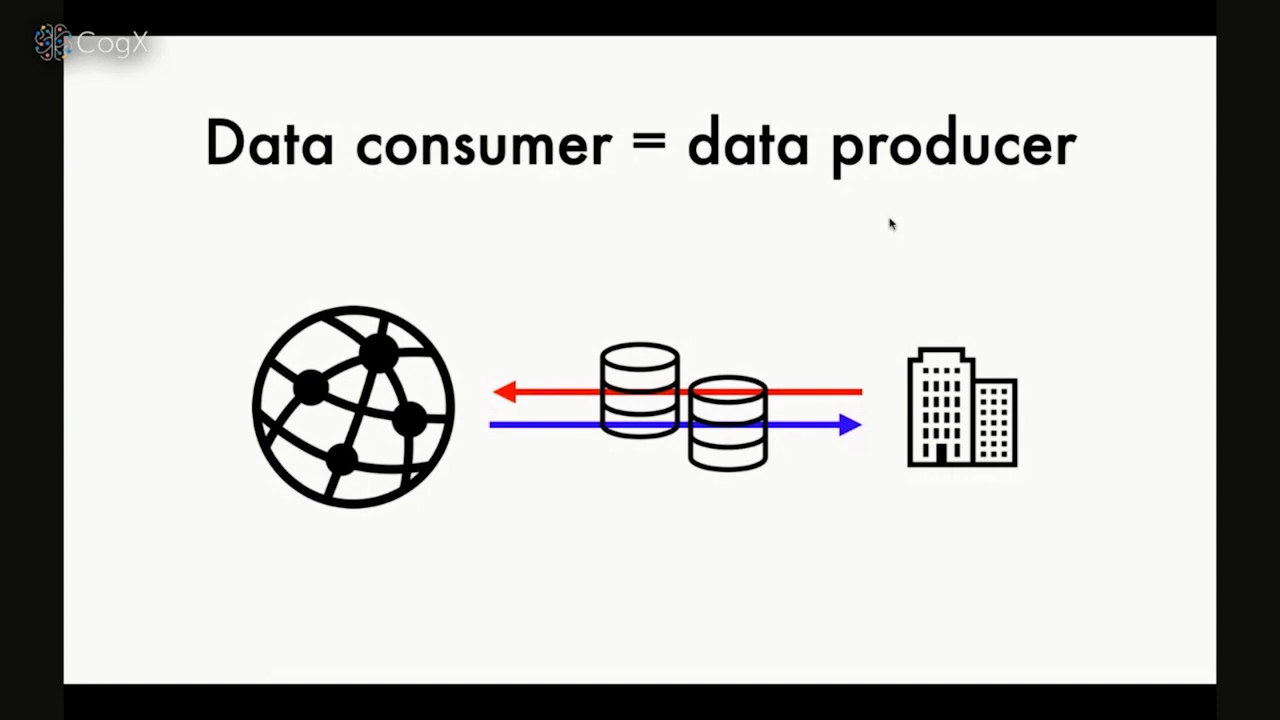 CogX
Data consumer = data producer